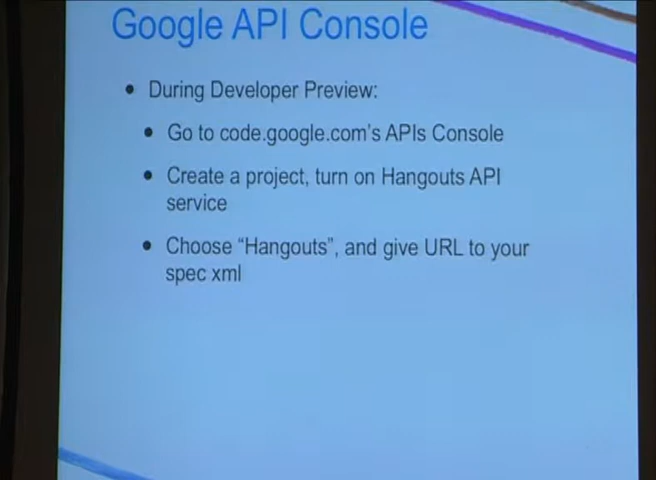 Google API Console
• During Developer Preview:
• Go to code.google.com's APIs Console
• Create a project, turn on Hangouts API
service
• Choose “Hangouts”, and give URL to your
spec xml